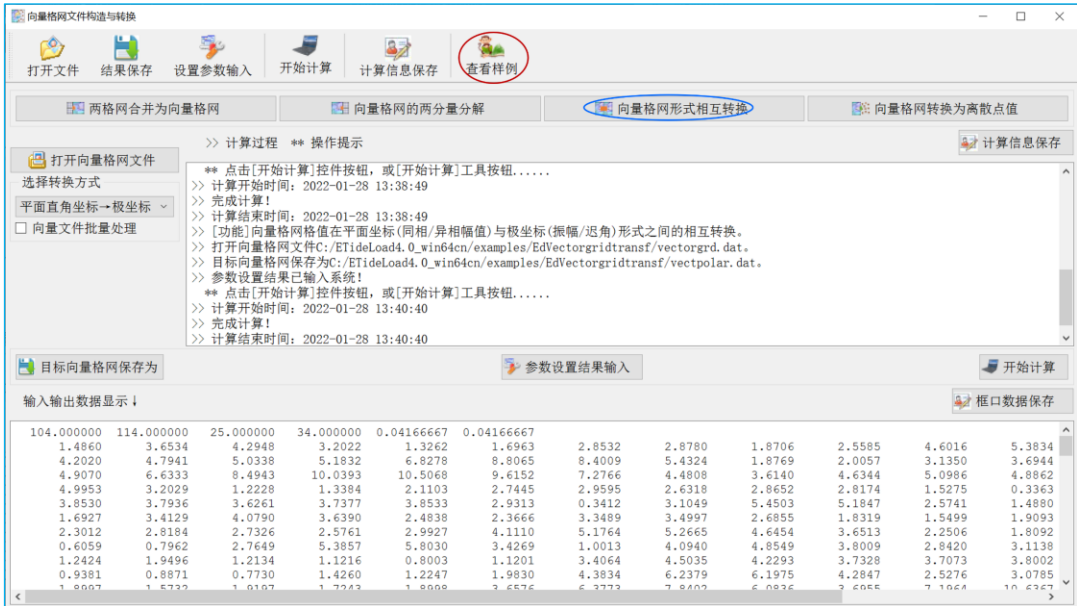 向量格网文件构造与转换
打开文件 结果保存 设置参数输入 开始计算 计算信息保存 查看样例
两格网合并为向量格网 向量格网的两分量分解 向量格网形式相互转换 向量格网转换为离散点值
>> 计算过程 ** 操作提示 计算信息保存
打开向量格网文件
选择转换方式
平面直角坐标→极坐标
向量文件批量处理
** 点击[开始计算]控件按钮，或[开始计算]工具按钮......
>> 计算开始时间：2022-01-28 13:38:49
>> 完成计算！
>> 计算结束时间：2022-01-28 13:38:49
>> [功能]向量格网格值在平面坐标(同相/异相幅值)与极坐标(振幅/迟角)形式之间的相互转换。
>> 打开向量格网文件C:/ETideLoad4.0_win64cn/examples/EdVectorgridtransf/vectorgrd.dat。
>> 目标向量格网保存为C:/ETideLoad4.0_win64cn/examples/EdVectorgridtransf/vectpolar.dat。
>> 参数设置结果已输入系统！
** 点击[开始计算]控件按钮，或[开始计算]工具按钮......
>> 计算开始时间：2022-01-28 13:40:40
>> 完成计算！
>> 计算结束时间：2022-01-28 13:40:40
目标向量格网保存为 参数设置结果输入 开始计算
输入输出数据显示↓ 框口数据保存
104.000000 114.000000 25.000000 34.000000 0.04166667 0.04166667
1.4860 3.6534 4.2948 3.2022 1.3262 1.6963 2.8532 2.8780 1.8706 2.5585 4.6016 5.3834
4.2020 4.7941 5.0338 5.1832 6.8278 8.8065 8.4009 5.4324 1.8769 2.0057 3.1350 3.6944
4.9070 6.6333 8.4943 10.0393 10.5068 9.6152 7.2766 4.4808 3.6140 4.6344 5.0986 4.8862
4.9953 3.2029 1.2228 1.3384 2.1103 2.7445 2.9595 2.6318 2.8652 2.8174 1.5275 0.3363
3.8530 3.7936 3.6261 3.7377 3.8533 2.9313 0.3412 3.1049 5.4503 5.1847 2.5741 1.4880
1.6927 3.4129 4.0790 3.6390 2.4838 2.3666 3.3489 3.4997 2.6855 1.8319 1.5499 1.9093
2.3012 2.8184 2.7326 2.5761 2.9927 4.1110 5.1764 5.2665 4.6454 3.6513 2.2506 1.8092
0.6059 0.7962 2.7649 5.3857 5.8030 3.4269 1.0013 4.0940 4.8549 3.8009 2.8420 3.1138
1.2424 1.9496 1.2134 1.1216 0.8003 1.1201 3.4064 4.5035 4.2293 3.7328 3.7073 3.8002
0.9381 0.8871 0.7730 1.4260 1.2247 1.9830 4.3834 6.2379 6.1975 4.2847 2.5276 3.0785